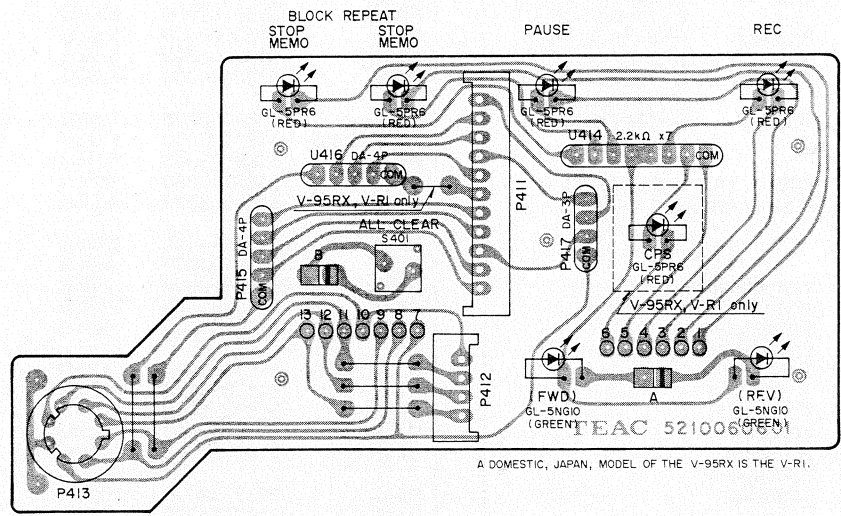 BLOCK REPEAT
STOP MEMO
STOP MEMO
PAUSE
REC
GL-5PR6
(RED)
GL-5PR6
(RED)
GL-5PR6
(RED)
GL-5PR6
(RED)
U414 2.2kΩ x7
COM
U416 DA-4P
COM
P411
V-95RX, V-R1 only
ALL-CLEAR
S401
P415 DA-4P
COM
B
P417 DA-3P
COM
CPS
GL-5PR6
(RED)
V-95RX, V-R1 only
13 12 11 10 9 8 7
6 5 4 3 2 1
P412
(FWD)
GL-5NG10
(GREEN)
A
(REV)
GL-5NG10
(GREEN)
TEAC 5210060601
P413
A DOMESTIC, JAPAN, MODEL OF THE V-95RX IS THE V-R1.